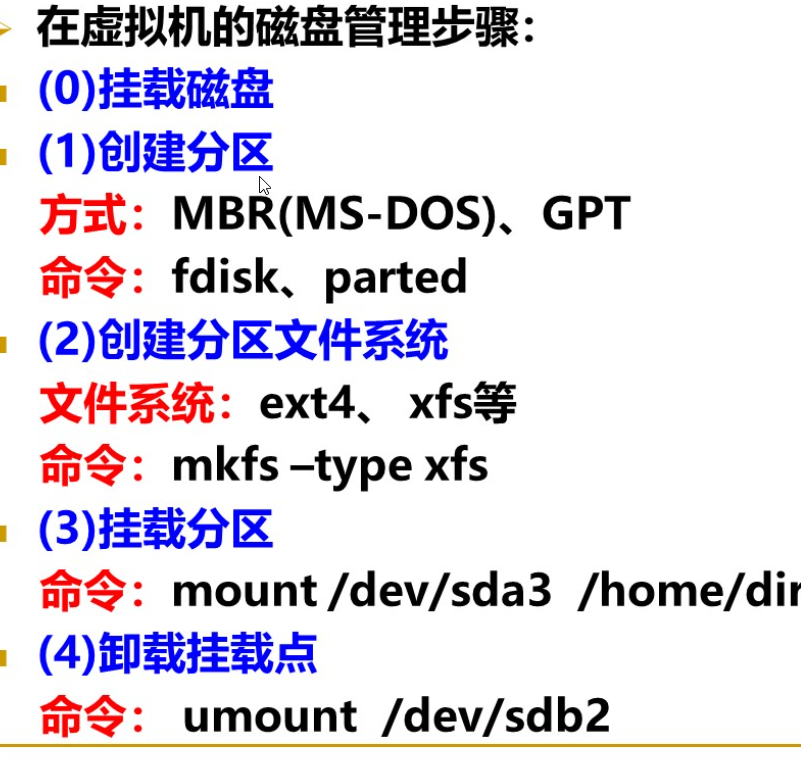 在虚拟机的磁盘管理步骤：
(0)挂载磁盘
(1)创建分区
方式：MBR(MS-DOS)、GPT
命令：fdisk、parted
(2)创建分区文件系统
文件系统：ext4、 xfs等
命令：mkfs –type xfs
(3)挂载分区
命令：mount /dev/sda3 /home/dir
(4)卸载挂载点
命令： umount /dev/sdb2